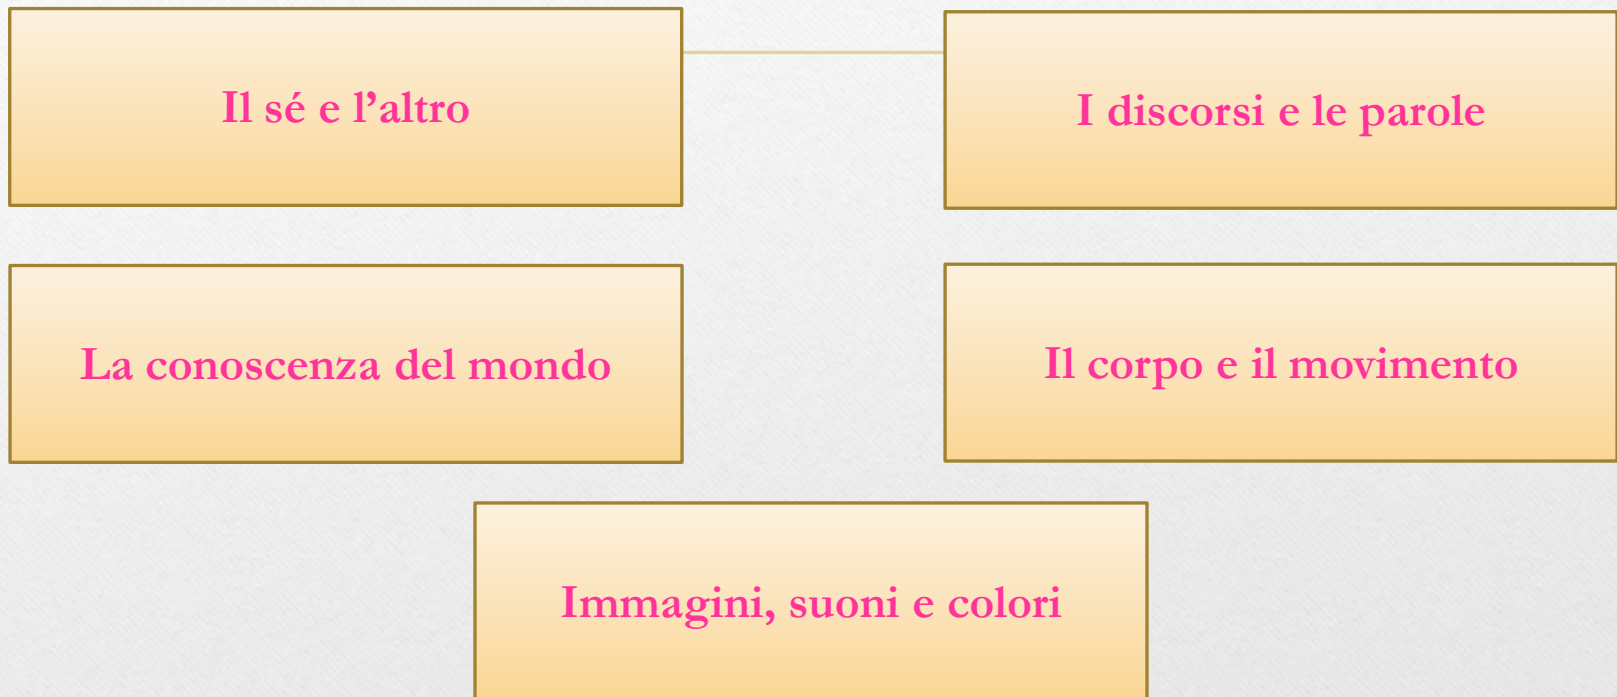 Il sé e l’altro
I discorsi e le parole
La conoscenza del mondo
Il corpo e il movimento
Immagini, suoni e colori